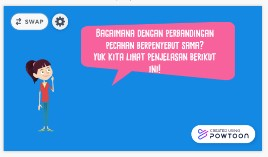 SWAP
BAGAIMANA DENGAN PERBANDINGAN
PECAHAN BERPENYEBUT SAMA?
YUK KITA LIHAT PENJELASAN BERIKUT
INI!
CREATED USING
POWTOON